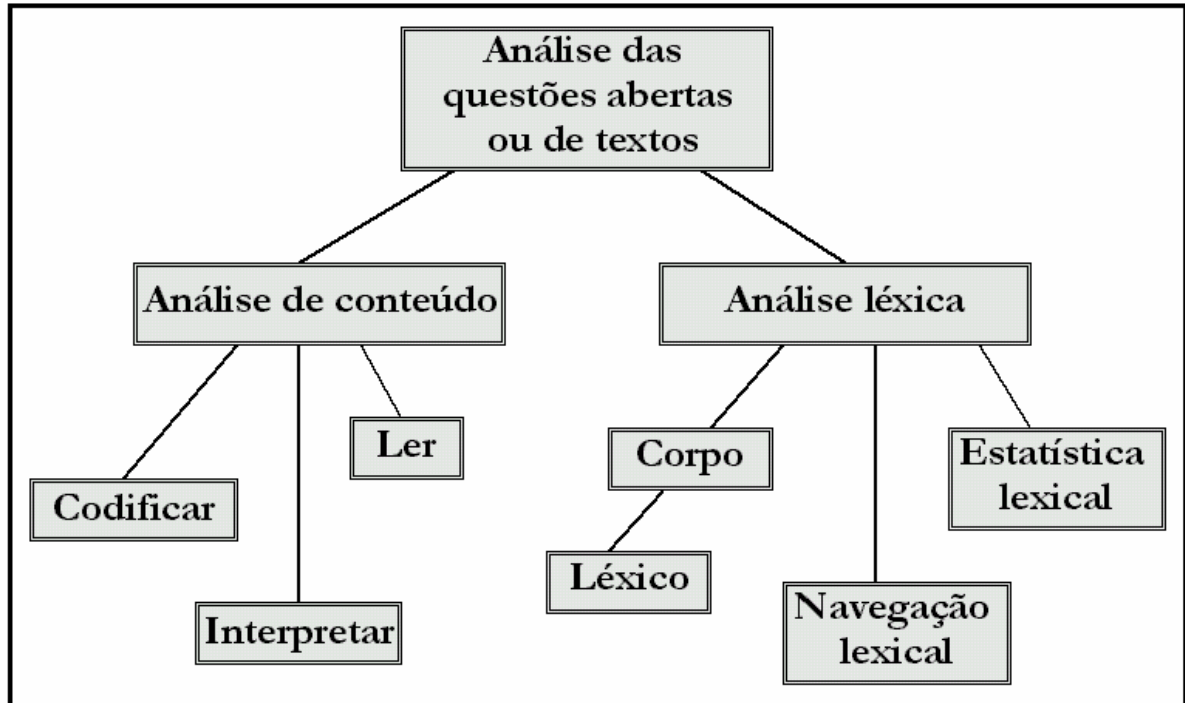 Análise das
questões abertas
ou de textos
Análise de conteúdo
Análise léxica
Ler
Codificar
Interpretar
Corpo
Léxico
Estatística
lexical
Navegação
lexical